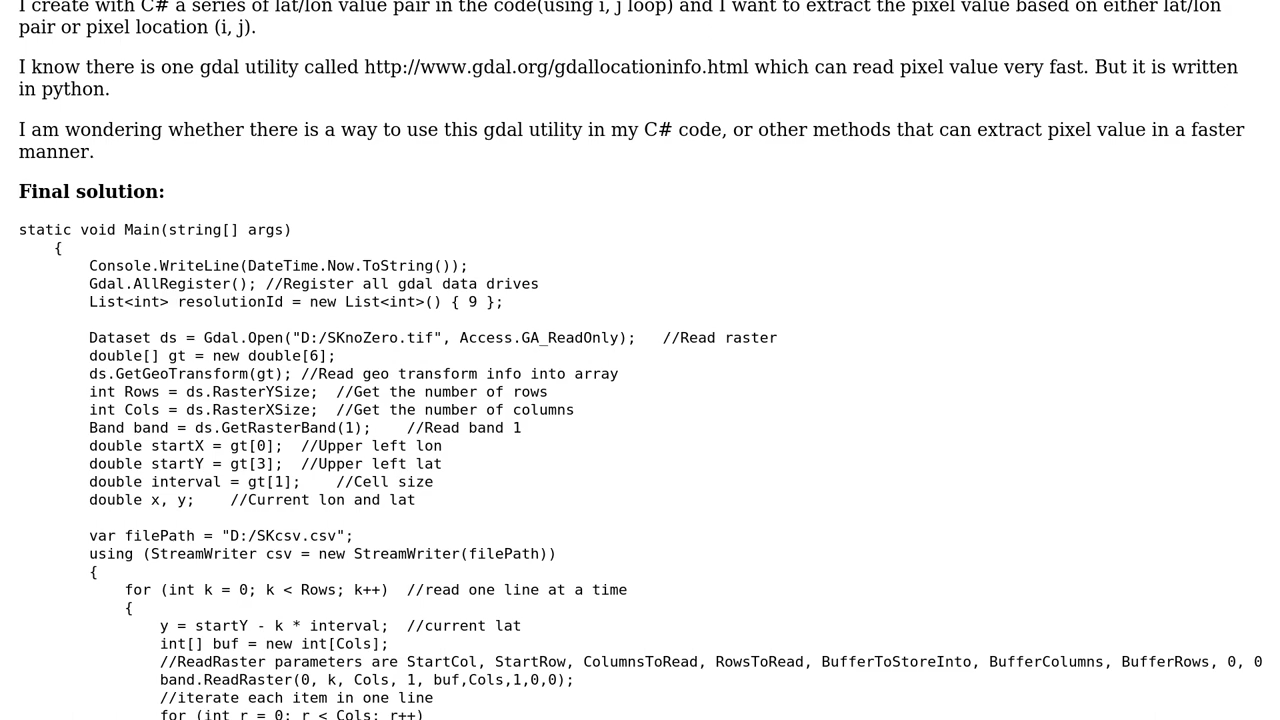 I create with C# a series of lat/lon value pair in the code(using i, j loop) and I want to extract the pixel value based on either lat/lon
pair or pixel location (i, j).
I know there is one gdal utility called http://www.gdal.org/gdallocationinfo.html which can read pixel value very fast. But it is written
in python.
I am wondering whether there is a way to use this gdal utility in my C# code, or other methods that can extract pixel value in a faster
manner.
Final solution:
static void Main(string[] args)
    {
        Console.WriteLine(DateTime.Now.ToString());
        Gdal.AllRegister(); //Register all gdal data drives
        List<int> resolutionId = new List<int>() { 9 };

        Dataset ds = Gdal.Open("D:/SKnoZero.tif", Access.GA_ReadOnly);   //Read raster
        double[] gt = new double[6];
        ds.GetGeoTransform(gt); //Read geo transform info into array
        int Rows = ds.RasterYSize;  //Get the number of rows
        int Cols = ds.RasterXSize;  //Get the number of columns
        Band band = ds.GetRasterBand(1);    //Read band 1
        double startX = gt[0];  //Upper left lon
        double startY = gt[3];  //Upper left lat
        double interval = gt[1];    //Cell size
        double x, y;    //Current lon and lat

        var filePath = "D:/SKcsv.csv";
        using (StreamWriter csv = new StreamWriter(filePath))
        {
            for (int k = 0; k < Rows; k++)  //read one line at a time
            {
                y = startY - k * interval;  //current lat
                int[] buf = new int[Cols];
                //ReadRaster parameters are StartCol, StartRow, ColumnsToRead, RowsToRead, BufferToStoreInto, BufferColumns, BufferRows, 0, 0
                band.ReadRaster(0, k, Cols, 1, buf,Cols,1,0,0);
                //iterate each item in one line
                for (int r = 0; r < Cols; r++)